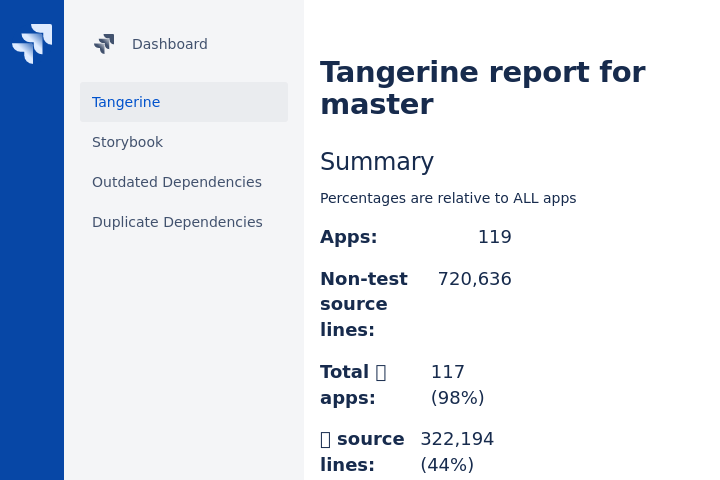 Dashboard
Tangerine
Storybook
Outdated Dependencies
Duplicate Dependencies
Tangerine report for
master
Summary
Percentages are relative to ALL apps
Apps: 119
Non-test 720,636
source
lines:
Total 117
apps: (98%)
source 322,194
lines: (44%)